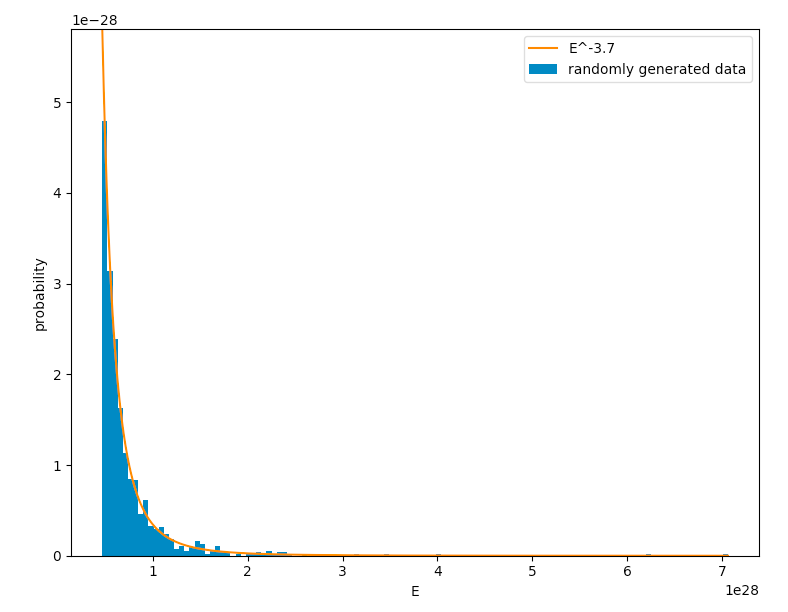 1e−28
E^-3.7
randomly generated data
5
4
3
2
1
0
probability
1 2 3 4 5 6 7
E
1e28